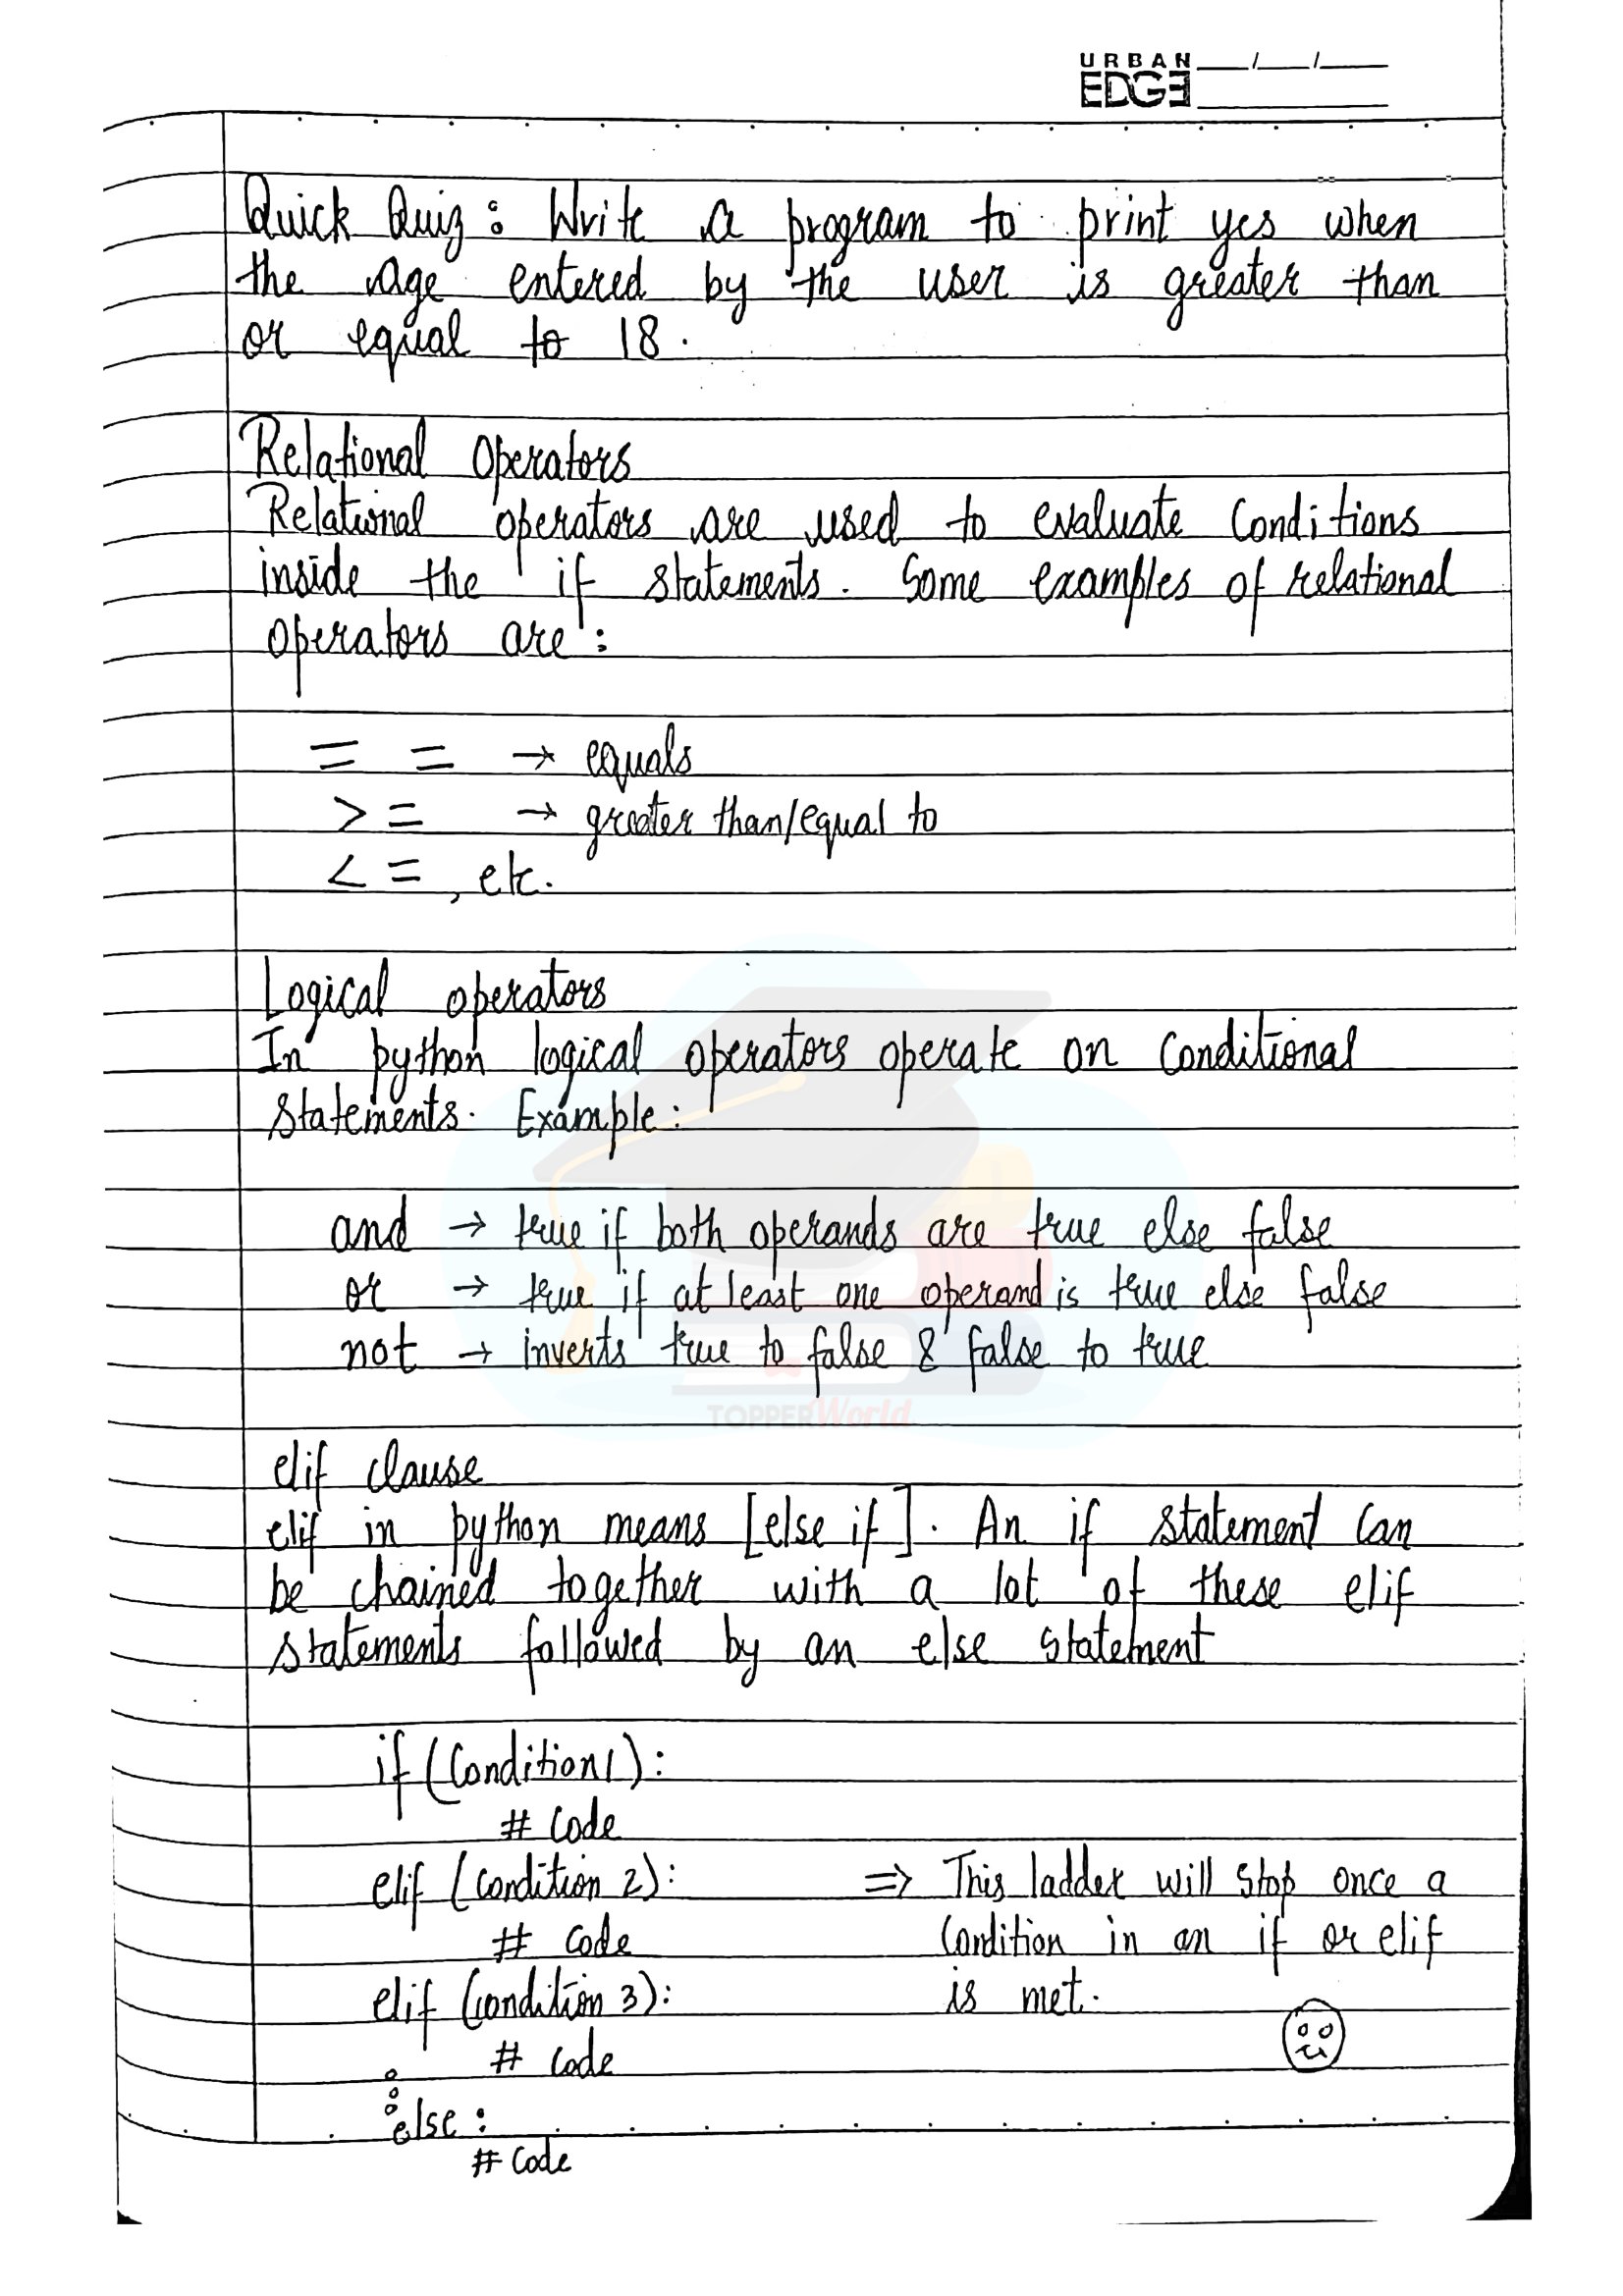 URBAN
EDGE
Quick Quiz: Write a program to print yes when
the age entered by the user is greater than
or equal to 18.
Relational Operators
Relational operators are used to evaluate conditions
inside the if statements. Some examples of relational
operators are:
= = → equals
> = → greater than/equal to
< = , etc.
Logical operators
In python logical operators operate on conditional
statements. Example:
and → true if both operands are true else false
or → true if at least one operand is true else false
not → inverts true to false & false to true
TOPPERWorld
elif clause
elif in python means [else if]. An if statement can
be chained together with a lot of these elif
statements followed by an else statement
if (Condition1):
# Code
elif (condition 2): ⇒ This ladder will stop once a
# Code Condition in an if or elif
elif (condition 3): is met.
# Code
else:
# Code